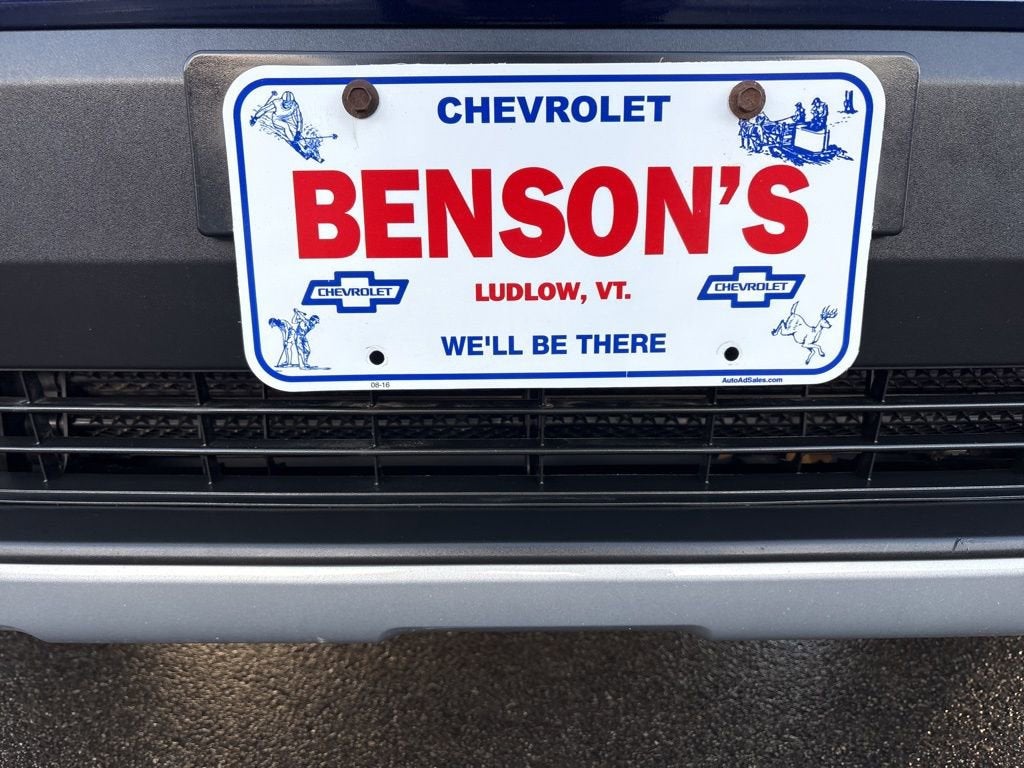 CHEVROLET
BENSON'S
CHEVROLET
LUDLOW, VT.
CHEVROLET
WE'LL BE THERE
08-16
AutoAdSales.com